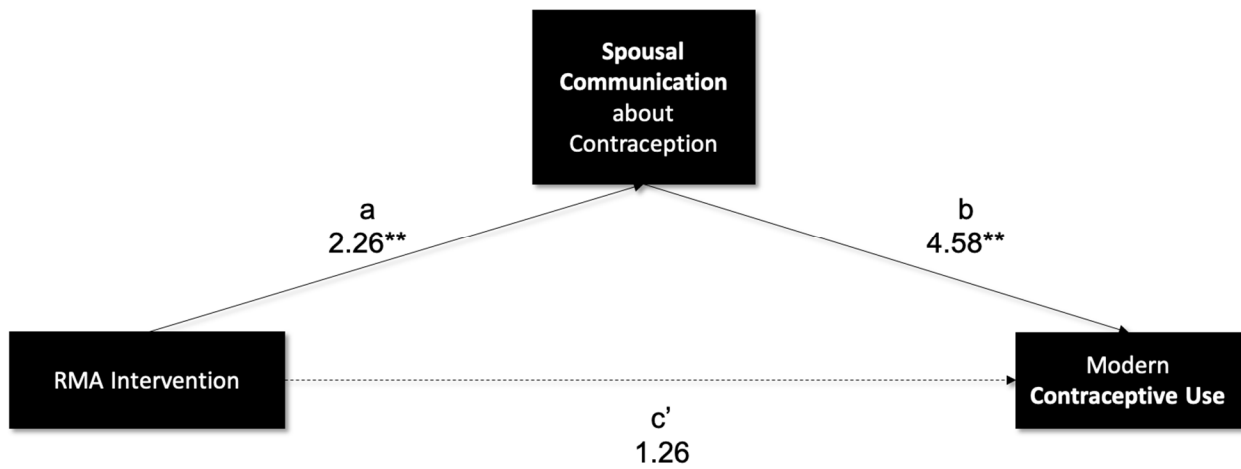 Spousal
Communication
about
Contraception
a
2.26**
b
4.58**
RMA Intervention
Modern
Contraceptive Use
c’
1.26